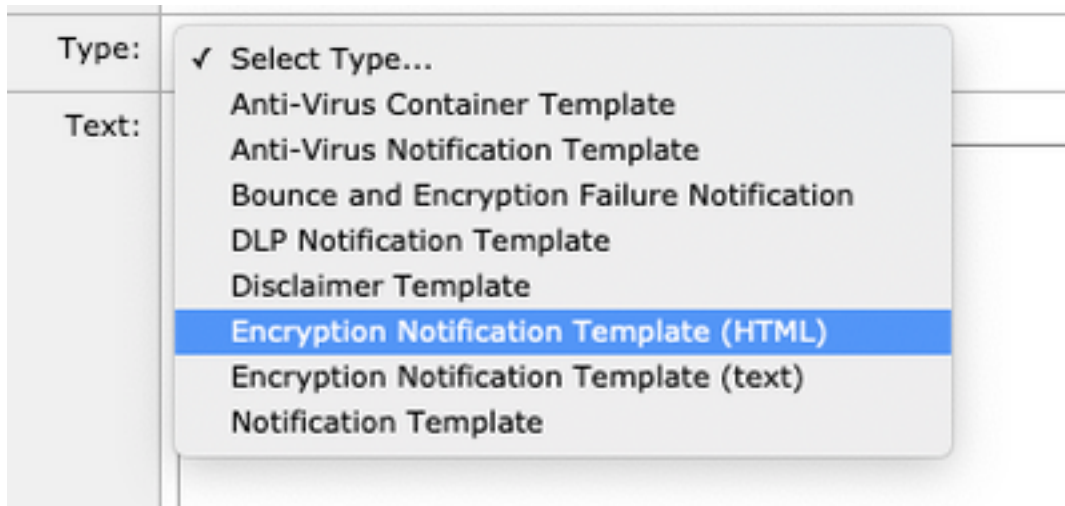 Type:
✓ Select Type...
Anti-Virus Container Template
Text:
Anti-Virus Notification Template
Bounce and Encryption Failure Notification
DLP Notification Template
Disclaimer Template
Encryption Notification Template (HTML)
Encryption Notification Template (text)
Notification Template